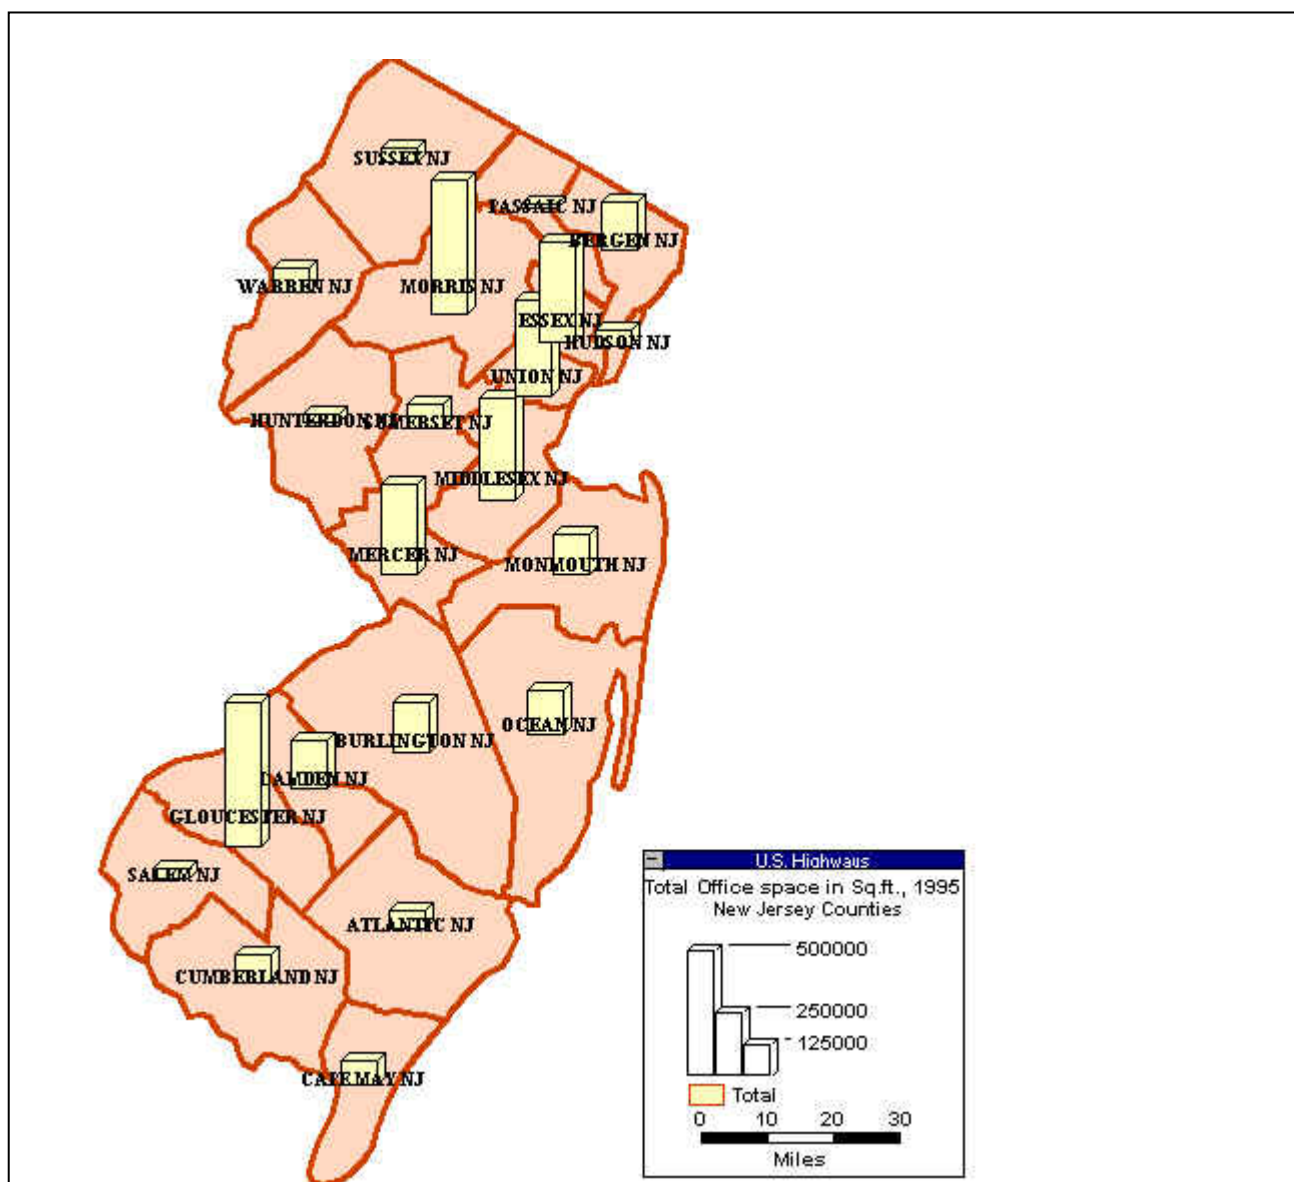 SUSSEX NJ
PASSAIC NJ
BERGEN NJ
WARREN NJ
MORRIS NJ
ESSEX NJ
HUDSON NJ
UNION NJ
HUNTERDON NJ
SOMERSET NJ
MIDDLESEX NJ
MERCER NJ
MONMOUTH NJ
OCEAN NJ
BURLINGTON NJ
CAMDEN NJ
GLOUCESTER NJ
SALEM NJ
ATLANTIC NJ
CUMBERLAND NJ
CAPE MAY NJ
U.S. Highways
Total Office space in Sq.ft., 1995
New Jersey Counties
500000
250000
125000
Total
0 10 20 30
Miles